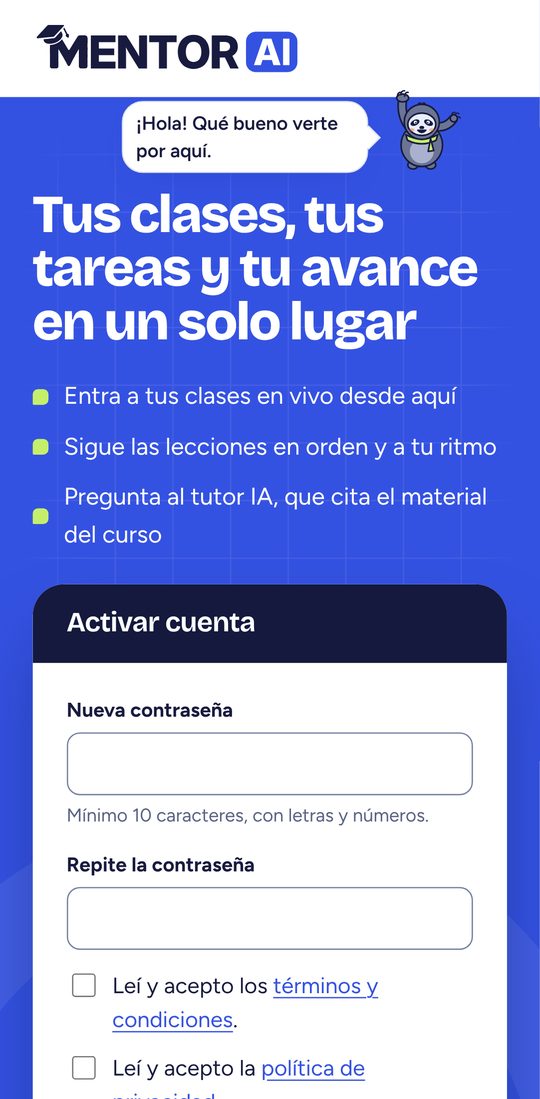 MENTOR AI
¡Hola! Qué bueno verte
por aquí.
Tus clases, tus
tareas y tu avance
en un solo lugar
Entra a tus clases en vivo desde aquí
Sigue las lecciones en orden y a tu ritmo
Pregunta al tutor IA, que cita el material
del curso
Activar cuenta
Nueva contraseña
Mínimo 10 caracteres, con letras y números.
Repite la contraseña
Leí y acepto los términos y
condiciones.
Leí y acepto la política de
privacidad.